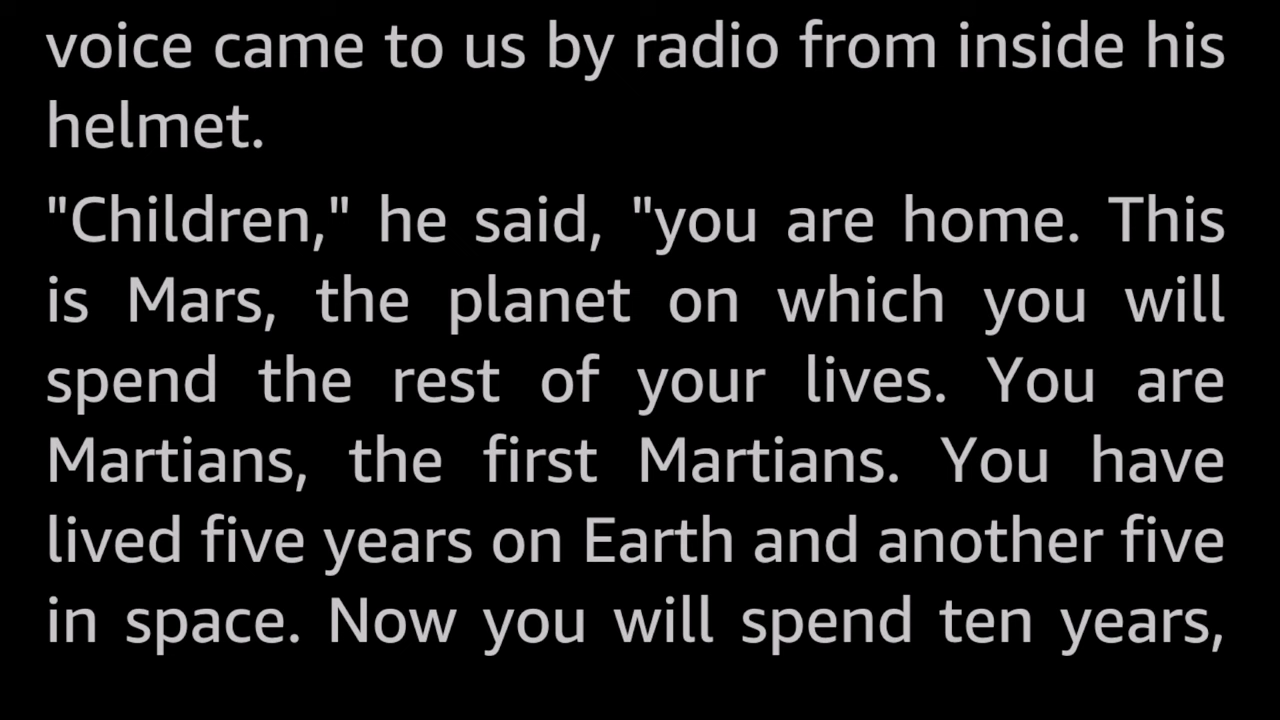 voice came to us by radio from inside his
helmet.
"Children," he said, "you are home. This
is Mars, the planet on which you will
spend the rest of your lives. You are
Martians, the first Martians. You have
lived five years on Earth and another five
in space. Now you will spend ten years,